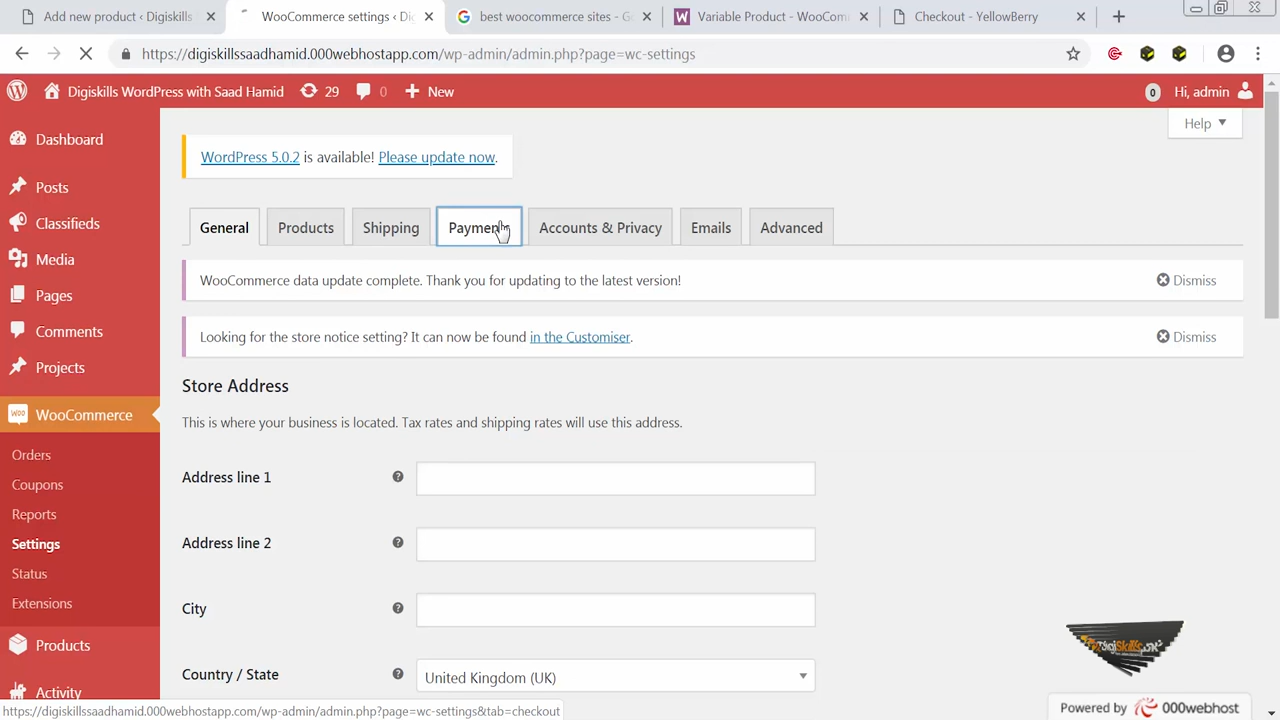 Add new product ‹ Digiskills
WooCommerce settings ‹ Di
best woocommerce sites - Go
Variable Product - WooCom
Checkout - YellowBerry
https://digiskillssaadhamid.000webhostapp.com/wp-admin/admin.php?page=wc-settings
Digiskills WordPress with Saad Hamid
29
0
New
0
Hi, admin
Help
Dashboard
Posts
Classifieds
Media
Pages
Comments
Projects
WooCommerce
Orders
Coupons
Reports
Settings
Status
Extensions
Products
Activity
WordPress 5.0.2 is available! Please update now.
General
Products
Shipping
Accounts & Privacy
Emails
Advanced
WooCommerce data update complete. Thank you for updating to the latest version!
Dismiss
Looking for the store notice setting? It can now be found in the Customiser.
Dismiss
Store Address
This is where your business is located. Tax rates and shipping rates will use this address.
Address line 1
Address line 2
City
Country / State
United Kingdom (UK)
https://digiskillssaadhamid.000webhostapp.com/wp-admin/admin.php?page=wc-settings&tab=checkout
Powered by 000webhost